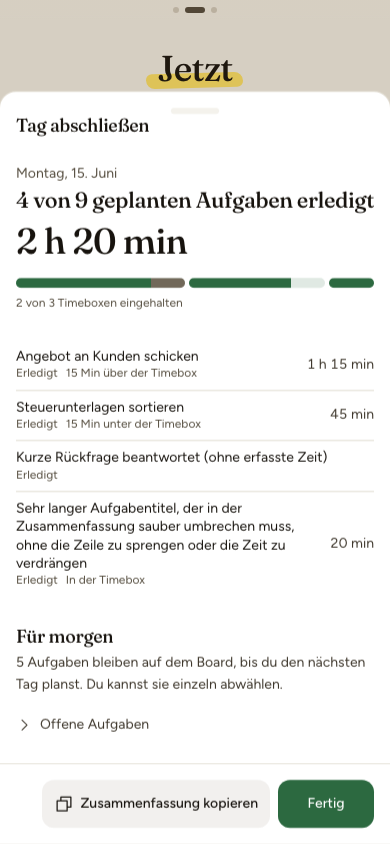 Jetzt
Tag abschließen
Montag, 15. Juni
4 von 9 geplanten Aufgaben erledigt
2 h 20 min
2 von 3 Timeboxen eingehalten
Angebot an Kunden schicken
1 h 15 min
Erledigt 15 Min über der Timebox
Steuerunterlagen sortieren
45 min
Erledigt 15 Min unter der Timebox
Kurze Rückfrage beantwortet (ohne erfasste Zeit)
Erledigt
Sehr langer Aufgabentitel, der in der
Zusammenfassung sauber umbrechen muss,
ohne die Zeile zu sprengen oder die Zeit zu
verdrängen
20 min
Erledigt In der Timebox
Für morgen
5 Aufgaben bleiben auf dem Board, bis du den nächsten
Tag planst. Du kannst sie einzeln abwählen.
Offene Aufgaben
Zusammenfassung kopieren
Fertig